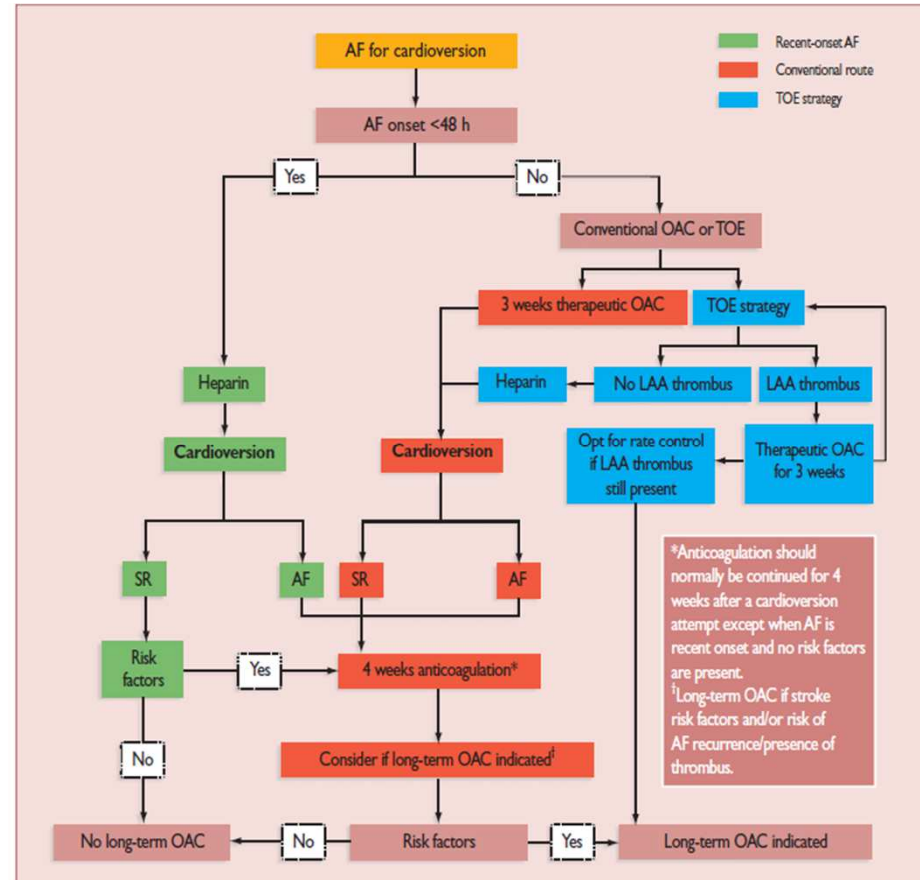 AF for cardioversion
Recent-onset AF
Conventional route
TOE strategy
AF onset <48 h
Yes
No
Conventional OAC or TOE
3 weeks therapeutic OAC
TOE strategy
Heparin
Heparin
No LAA thrombus
LAA thrombus
Cardioversion
Cardioversion
Opt for rate control
if LAA thrombus
still present
Therapeutic OAC
for 3 weeks
SR
AF
SR
AF
*Anticoagulation should
normally be continued for 4
weeks after a cardioversion
attempt except when AF is
recent onset and no risk factors
are present.
‡Long-term OAC if stroke
risk factors and/or risk of
AF recurrence/presence of
thrombus.
Risk
factors
Yes
4 weeks anticoagulation*
No
Consider if long-term OAC indicated‡
No long-term OAC
No
Risk factors
Yes
Long-term OAC indicated